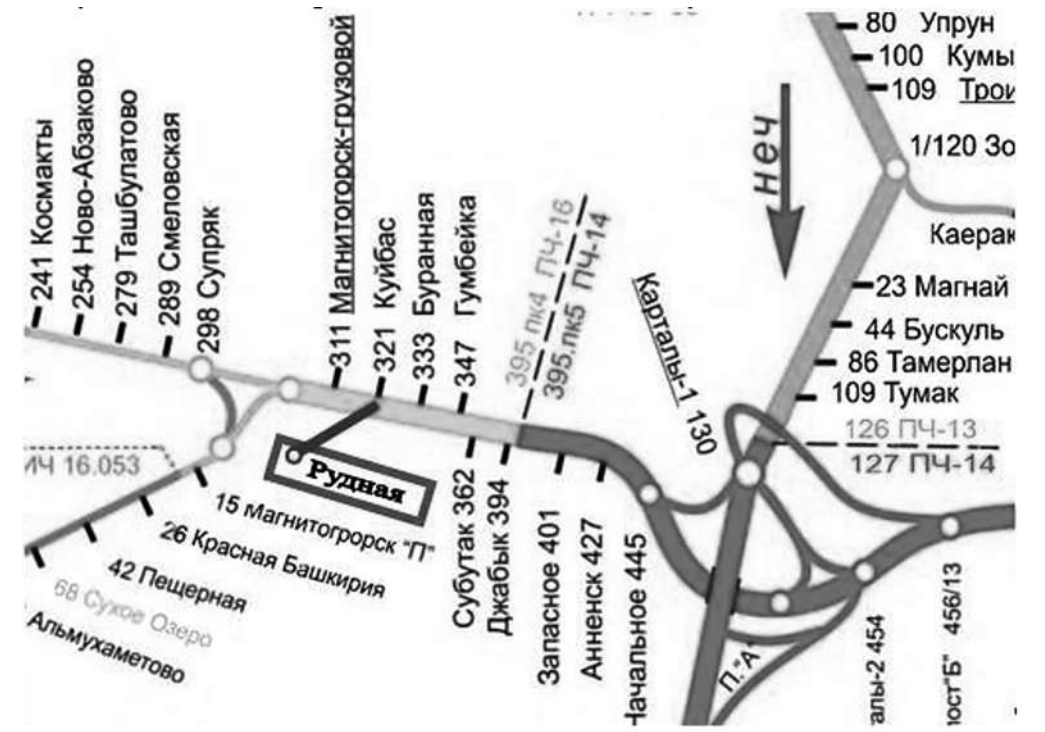 80 Упрун
100 Кумы
109 Трои
1/120 Зо
Каерак
неч
23 Магнай
44 Бускуль
86 Тамерлан
109 Тумак
126 ПЧ-13
127 ПЧ-14
241 Космакты
254 Ново-Абзаково
279 Ташбулатово
289 Смеловская
298 Супряк
311 Магнитогорск-грузовой
321 Куйбас
333 Буранная
347 Гумбейка
395 пк4 ПЧ-16
395.пк5 ПЧ-14
Карталы-1 130
ИЧ 16.053
Рудная
15 магнитогрорск "П"
26 Красная Башкирия
42 Пещерная
68 Сухое Озеро
Альмухаметово
Субутак 362
Джабык 394
Запасное 401
Анненск 427
Начальное 445
П."А"
алы-2 454
ост"Б" 456/13